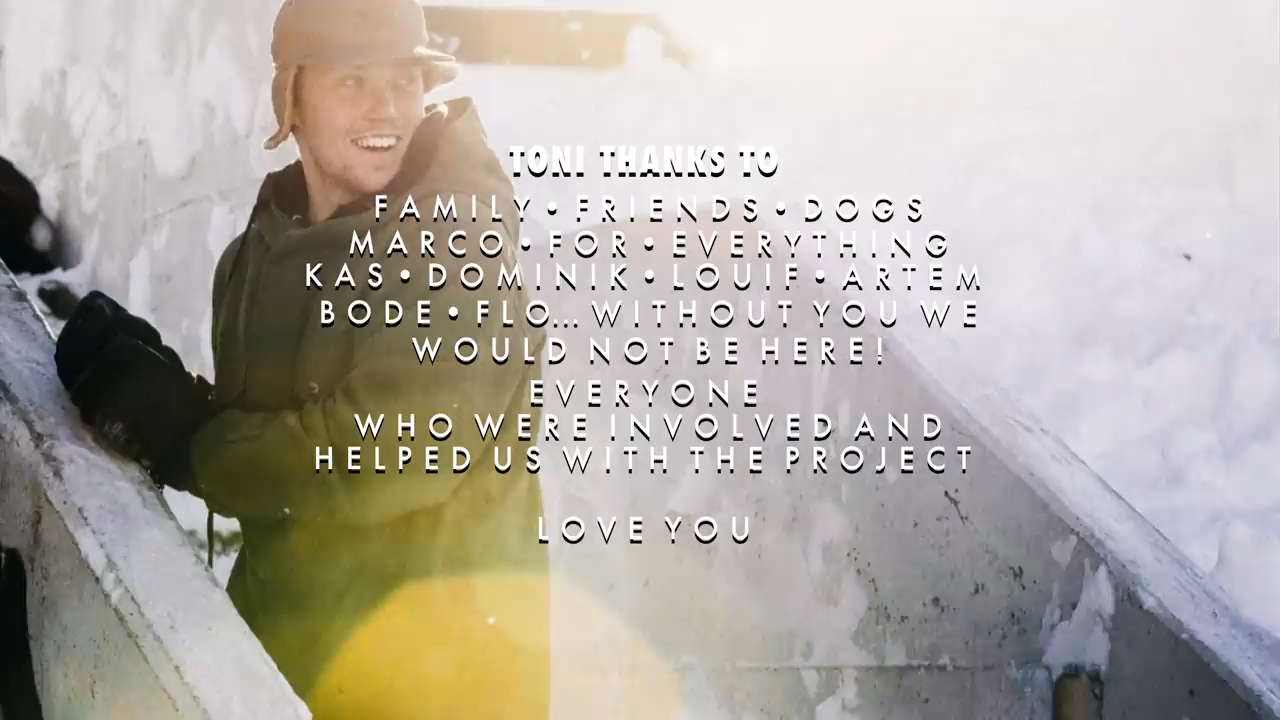 TONI THANKS TO
FAMILY • FRIENDS • DOGS
MARCO • FOR • EVERYTHING
KAS • DOMINIK • LOUIF • ARTEM
BODE • FLO... WITHOUT YOU WE
WOULD NOT BE HERE!
EVERYONE
WHO WERE INVOLVED AND
HELPED US WITH THE PROJECT
LOVE YOU